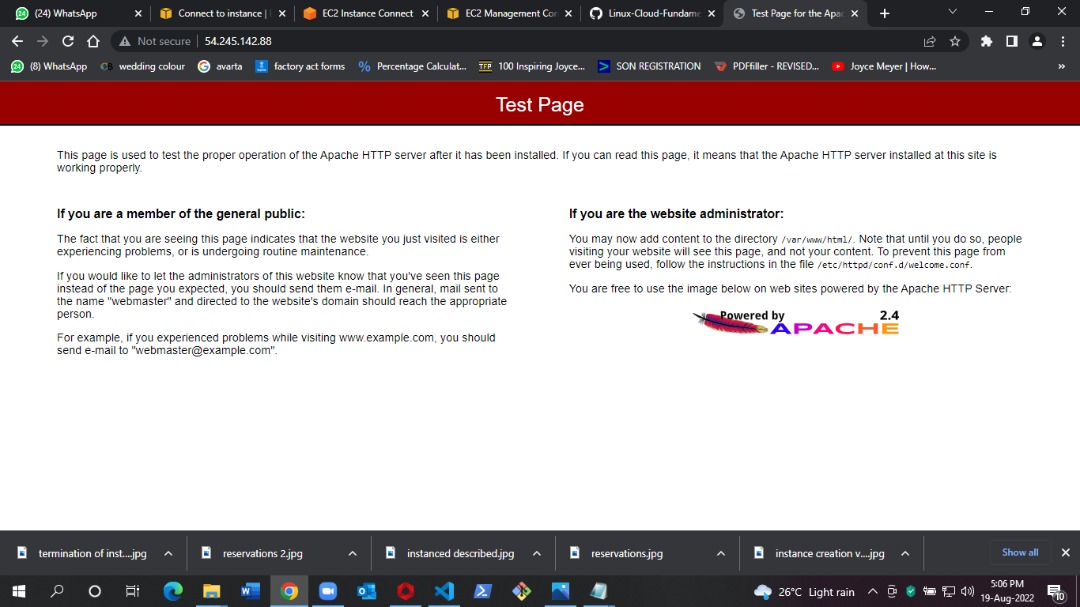 (24) WhatsApp
Connect to instance | E
EC2 Instance Connect
EC2 Management Con
Linux-Cloud-Fundame
Test Page for the Apac
Not secure
54.245.142.88
(8) WhatsApp
wedding colour
avarta
factory act forms
Percentage Calculat...
100 Inspiring Joyce...
SON REGISTRATION
PDFfiller - REVISED...
Joyce Meyer | How...
»
Test Page
This page is used to test the proper operation of the Apache HTTP server after it has been installed. If you can read this page, it means that the Apache HTTP server installed at this site is
working properly.
If you are a member of the general public:
The fact that you are seeing this page indicates that the website you just visited is either
experiencing problems, or is undergoing routine maintenance.
If you would like to let the administrators of this website know that you've seen this page
instead of the page you expected, you should send them e-mail. In general, mail sent to
the name "webmaster" and directed to the website's domain should reach the appropriate
person.
For example, if you experienced problems while visiting www.example.com, you should
send e-mail to "webmaster@example.com".
If you are the website administrator:
You may now add content to the directory /var/www/html/. Note that until you do so, people
visiting your website will see this page, and not your content. To prevent this page from
ever being used, follow the instructions in the file /etc/httpd/conf.d/welcome.conf.
You are free to use the image below on web sites powered by the Apache HTTP Server:
Powered by 2.4
APACHE
termination of inst....jpg
reservations 2.jpg
instanced described.jpg
reservations.jpg
instance creation v....jpg
Show all
26°C Light rain
5:06 PM
19-Aug-2022
10